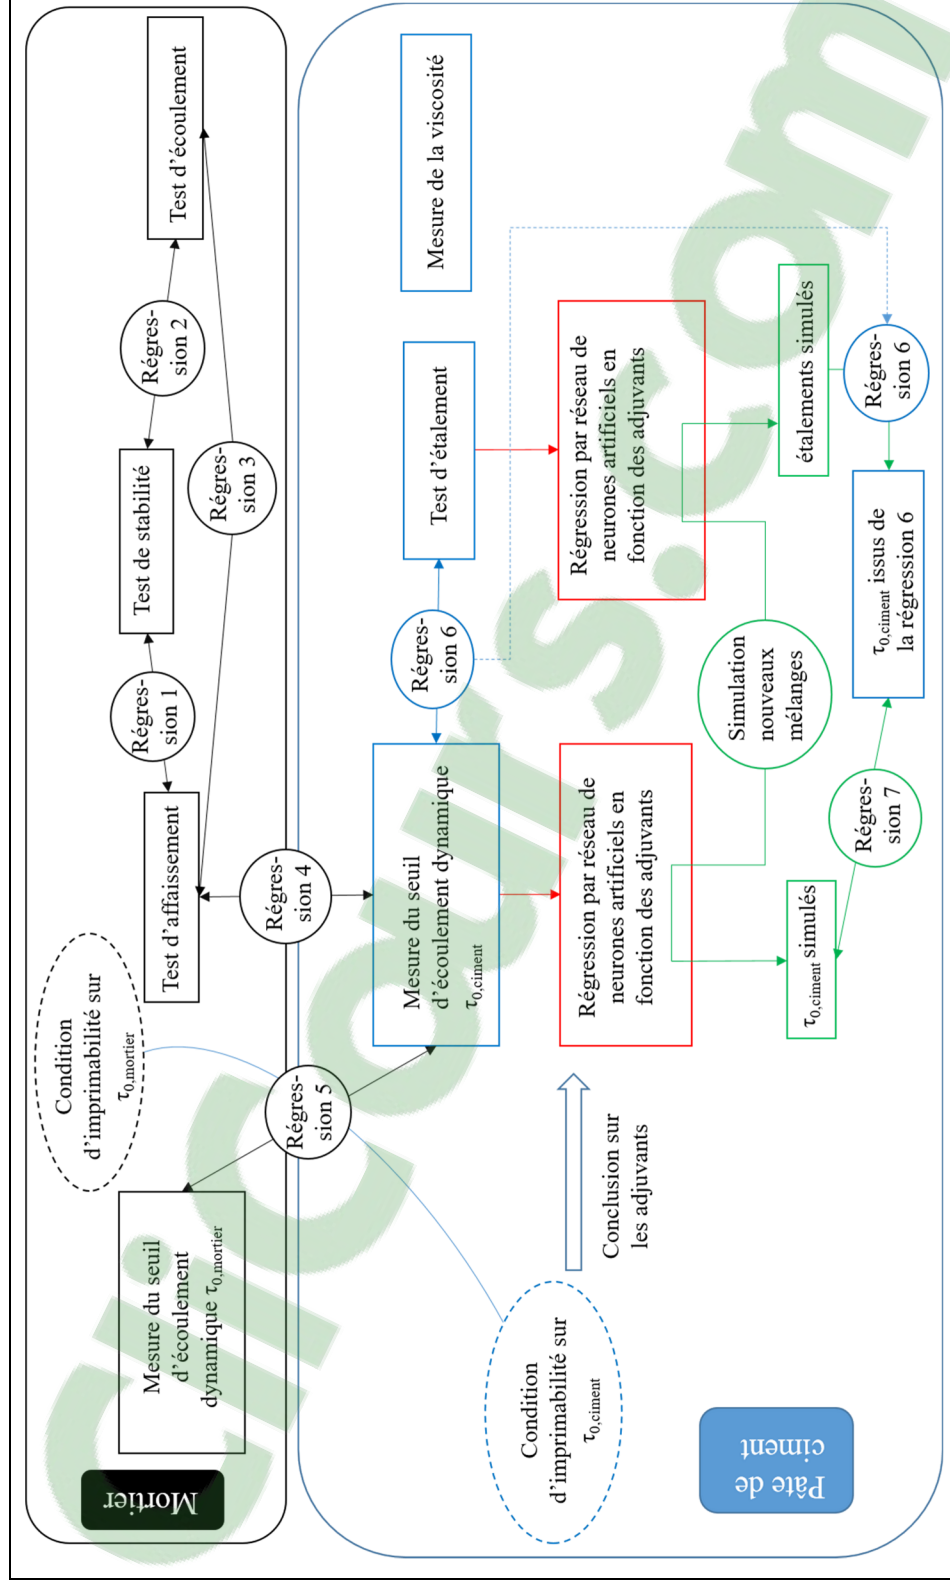 Mortier
Mesure du seuil
d'écoulement
dynamique τ0,mortier
Condition
d'imprimabilité sur
τ0,mortier
Test d'affaissement
Régres-
sion 1
Test de stabilité
Régres-
sion 2
Test d'écoulement
Régres-
sion 3
Régres-
sion 4
Régres-
sion 5
Pâte de
ciment
Condition
d'imprimabilité sur
τ0,ciment
Conclusion sur
les adjuvants
Mesure du seuil
d'écoulement dynamique
τ0,ciment
Régres-
sion 6
Test d'étalement
Mesure de la viscosité
Régression par réseau de
neurones artificiels en
fonction des adjuvants
Régression par réseau de
neurones artificiels en
fonction des adjuvants
Simulation
nouveaux
mélanges
τ0,ciment simulés
étalements simulés
Régres-
sion 7
τ0,ciment issus de
la régression 6
Régres-
sion 6
Clicours.com